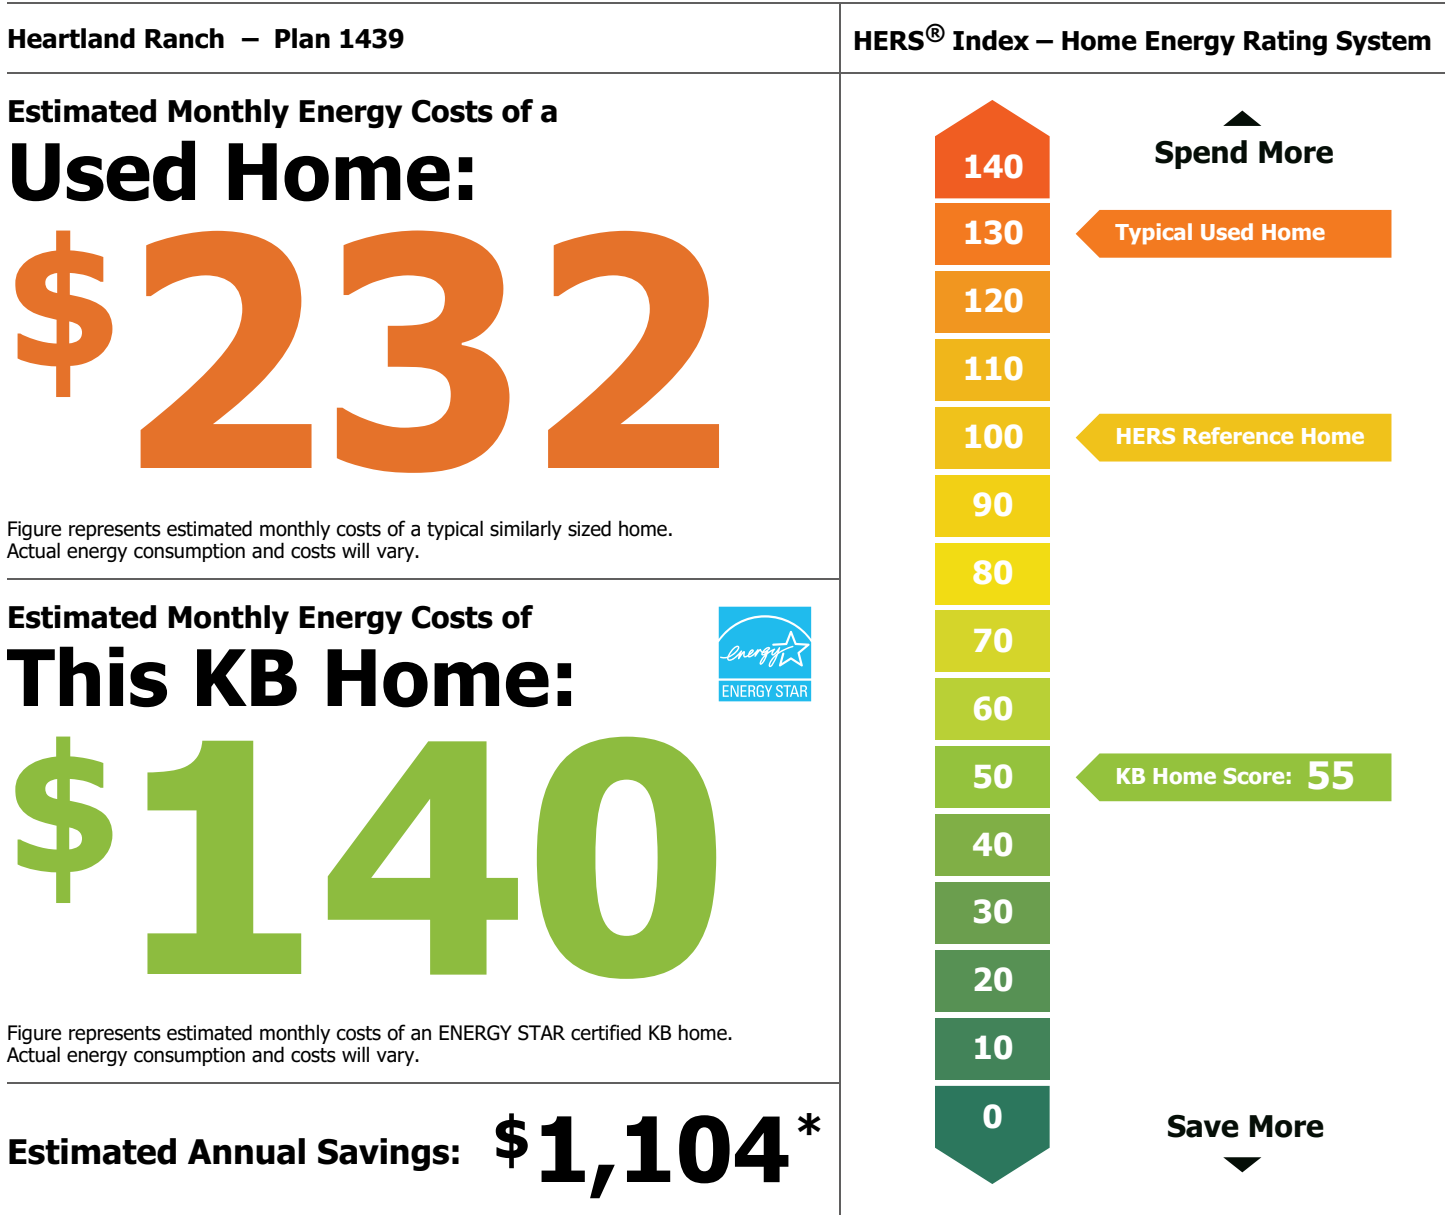 Heartland Ranch – Plan 1439
Estimated Monthly Energy Costs of a
Used Home:
$232
Figure represents estimated monthly costs of a typical similarly sized home.
Actual energy consumption and costs will vary.
Estimated Monthly Energy Costs of
This KB Home:
energy
ENERGY STAR
$140
Figure represents estimated monthly costs of an ENERGY STAR certified KB home.
Actual energy consumption and costs will vary.
Estimated Annual Savings: $1,104*
HERS® Index – Home Energy Rating System
Spend More
140
130
Typical Used Home
120
110
100
HERS Reference Home
90
80
70
60
50
KB Home Score: 55
40
30
20
10
0
Save More